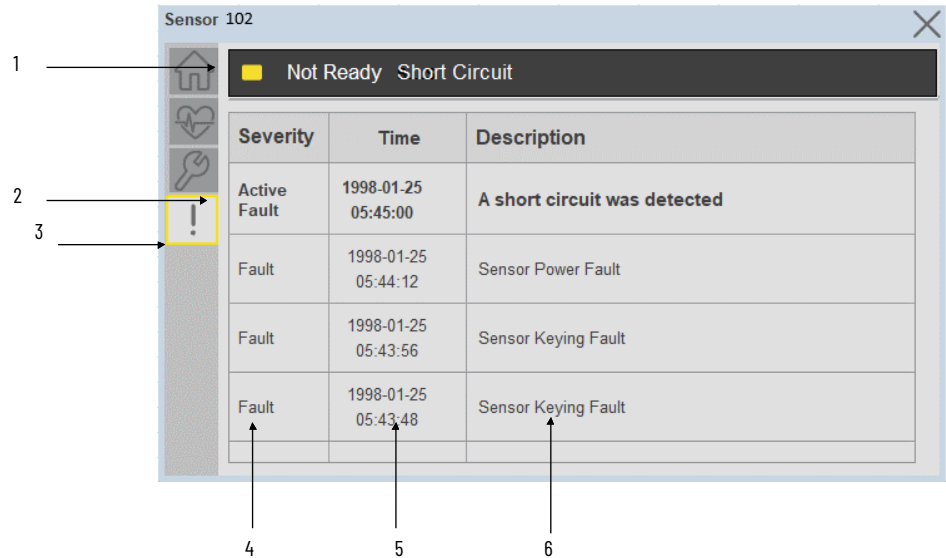 Sensor 102
1
Not Ready Short Circuit
Severity Time Description
2
Active Fault 1998-01-25 05:45:00 A short circuit was detected
3
Fault 1998-01-25 05:44:12 Sensor Power Fault
Fault 1998-01-25 05:43:56 Sensor Keying Fault
Fault 1998-01-25 05:43:48 Sensor Keying Fault
4 5 6